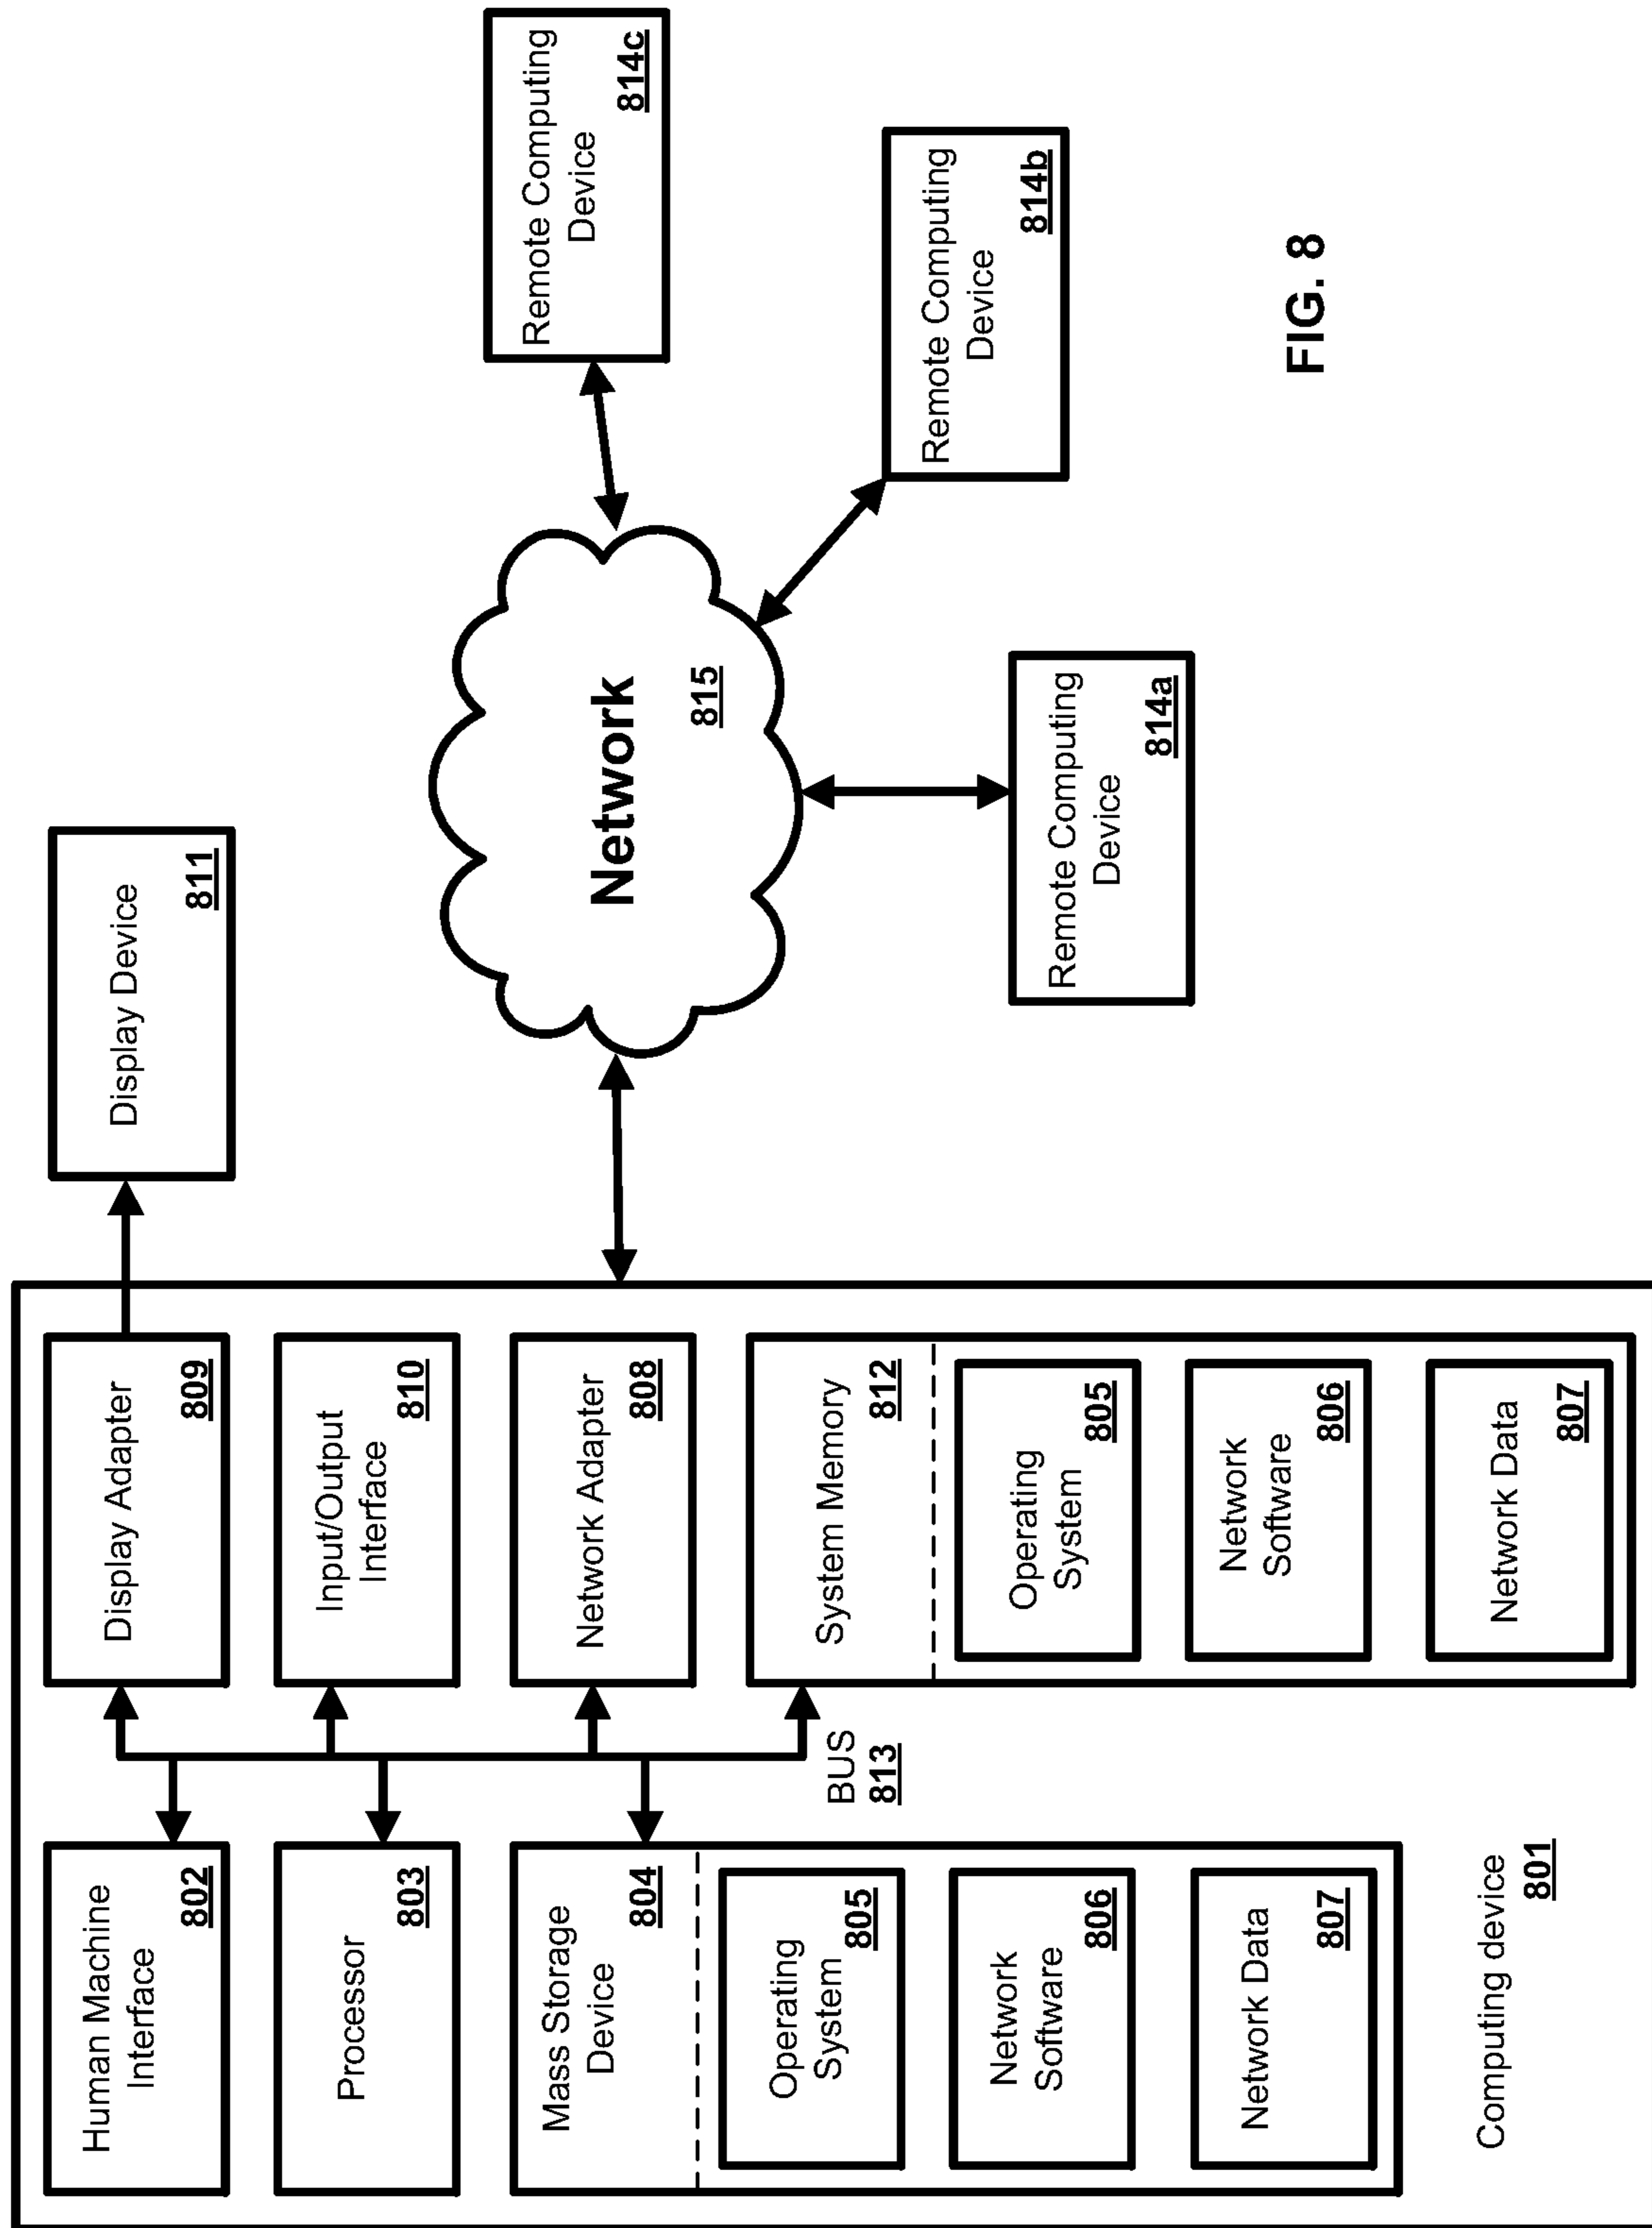 Human Machine
Interface
802
Processor
803
Mass Storage
Device
804
Operating
System
805
Network
Software
806
Network Data
807
Display Adapter
809
Input/Output
Interface
810
Network Adapter
808
System Memory
812
Operating
System
805
Network
Software
806
Network Data
807
BUS
813
Computing device
801
Display Device
811
Network
815
Remote Computing
Device
814a
Remote Computing
Device
814b
Remote Computing
Device
814c
FIG. 8